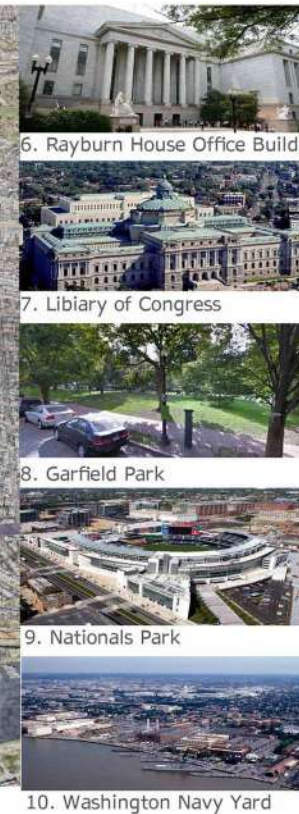 6. Rayburn House Office Build
7. Libiary of Congress
8. Garfield Park
9. Nationals Park
10. Washington Navy Yard